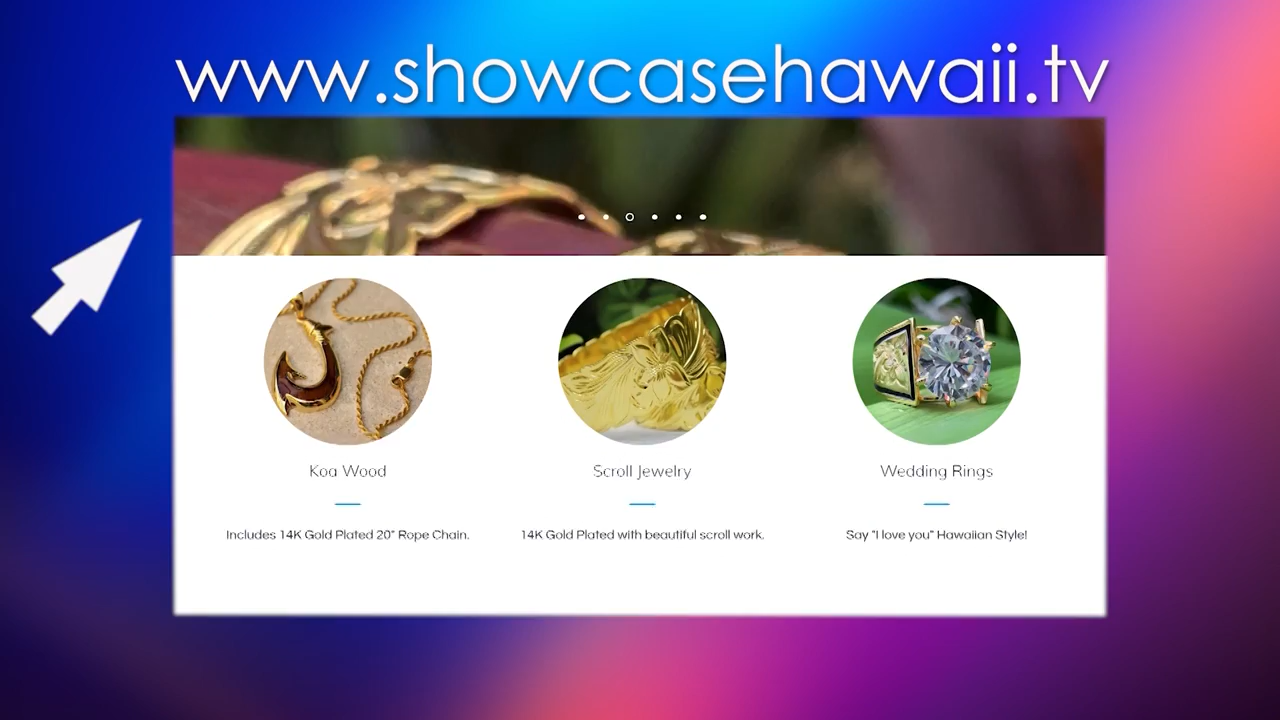 www.showcasehawaii.tv
Koa Wood
Scroll Jewelry
Wedding Rings
Includes 14K Gold Plated 20" Rope Chain.
14K Gold Plated with beautiful scroll work.
Say "I love you" Hawaiian Style!